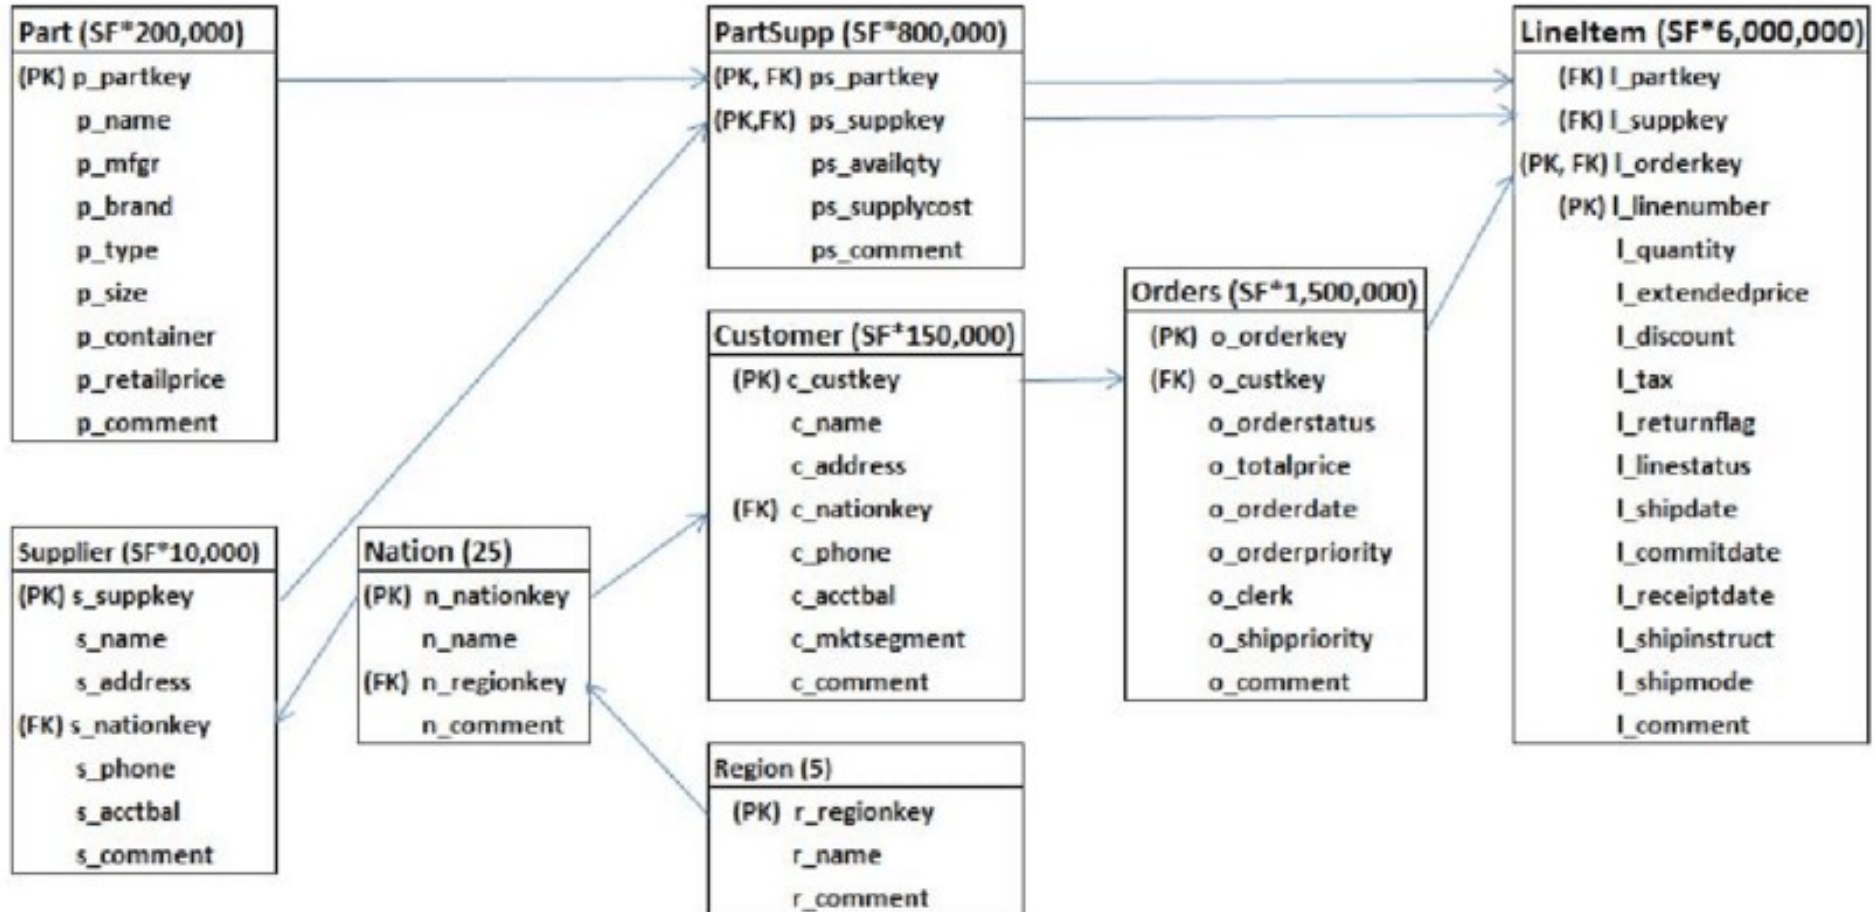 Part (SF*200,000)
(PK) p_partkey
p_name
p_mfgr
p_brand
p_type
p_size
p_container
p_retailprice
p_comment
PartSupp (SF*800,000)
(PK, FK) ps_partkey
(PK,FK) ps_suppkey
ps_availqty
ps_supplycost
ps_comment
LineItem (SF*6,000,000)
(FK) l_partkey
(FK) l_suppkey
(PK, FK) l_orderkey
(PK) l_linenumber
l_quantity
l_extendedprice
l_discount
l_tax
l_returnflag
l_linestatus
l_shipdate
l_commitdate
l_receiptdate
l_shipinstruct
l_shipmode
l_comment
Orders (SF*1,500,000)
(PK) o_orderkey
(FK) o_custkey
o_orderstatus
o_totalprice
o_orderdate
o_orderpriority
o_clerk
o_shippriority
o_comment
Customer (SF*150,000)
(PK) c_custkey
c_name
c_address
(FK) c_nationkey
c_phone
c_acctbal
c_mktsegment
c_comment
Supplier (SF*10,000)
(PK) s_suppkey
s_name
s_address
(FK) s_nationkey
s_phone
s_acctbal
s_comment
Nation (25)
(PK) n_nationkey
n_name
(FK) n_regionkey
n_comment
Region (5)
(PK) r_regionkey
r_name
r_comment